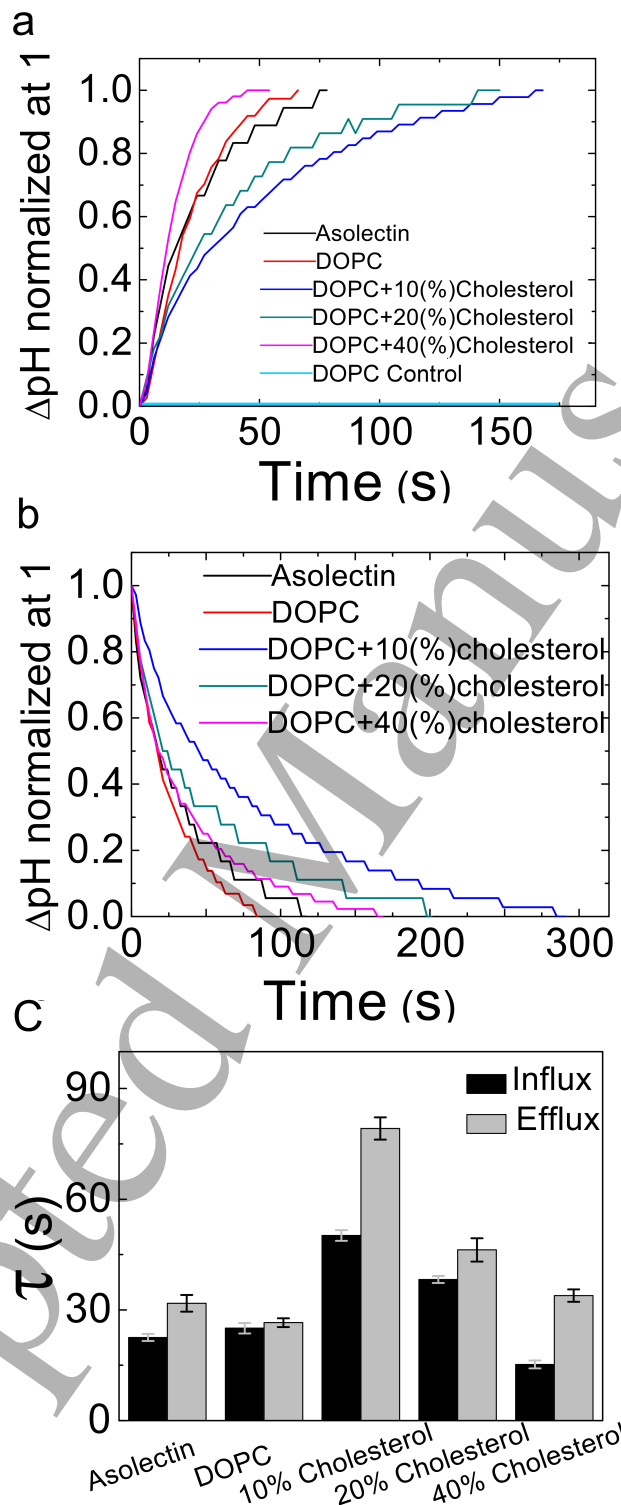 a
ΔpH normalized at 1
1.0
0.8
0.6
0.4
0.2
0.0
Asolectin
DOPC
DOPC+10(%)Cholesterol
DOPC+20(%)Cholesterol
DOPC+40(%)Cholesterol
DOPC Control
0 50 100 150
Time (s)
b
ΔpH normalized at 1
1.0
0.8
0.6
0.4
0.2
0.0
Asolectin
DOPC
DOPC+10(%)cholesterol
DOPC+20(%)cholesterol
DOPC+40(%)cholesterol
0 100 200 300
Time (s)
C
τ (s)
90
60
30
0
Influx
Efflux
Asolectin
DOPC
10% Cholesterol
20% Cholesterol
40% Cholesterol
pted Manus